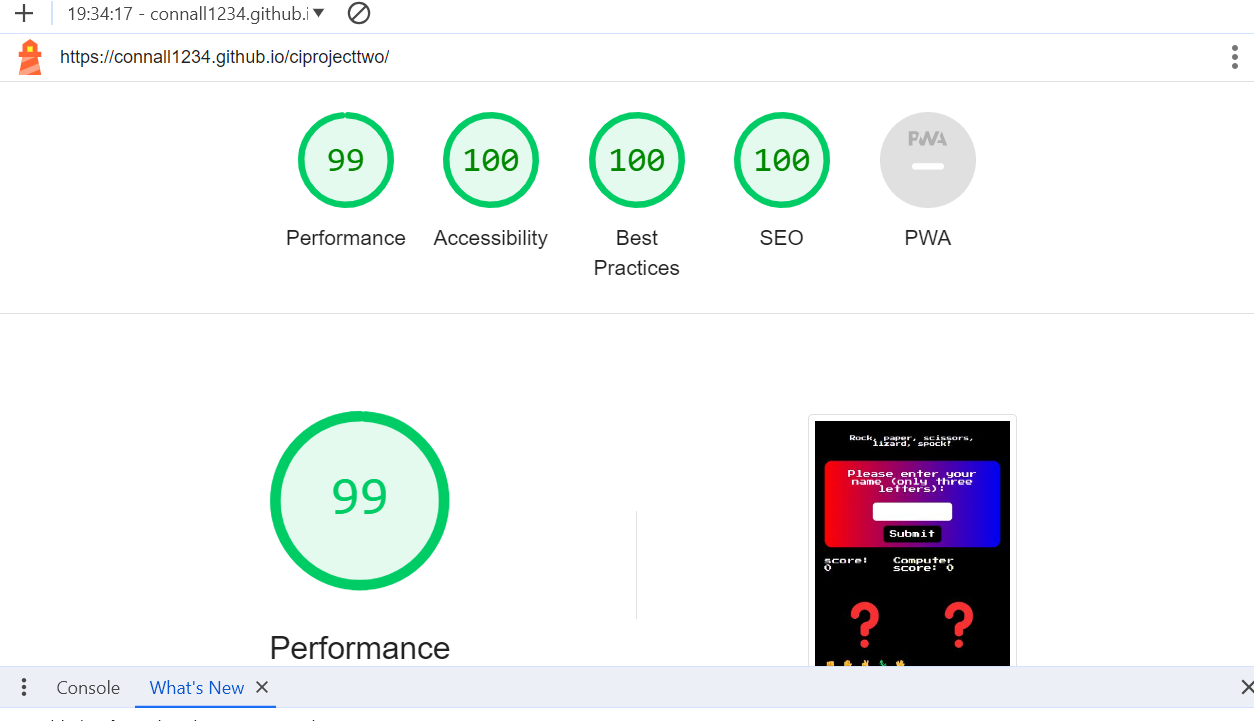 19:34:17 - connall1234.github.i
https://connall1234.github.io/ciprojecttwo/
99
100
100
100
PWA
Performance
Accessibility
Best
Practices
SEO
PWA
99
Performance
Rock, paper, scissors,
lizard, spock!
Please enter your
name (only three
letters):
Submit
score:
0
Computer
score: 0
Console
What's New